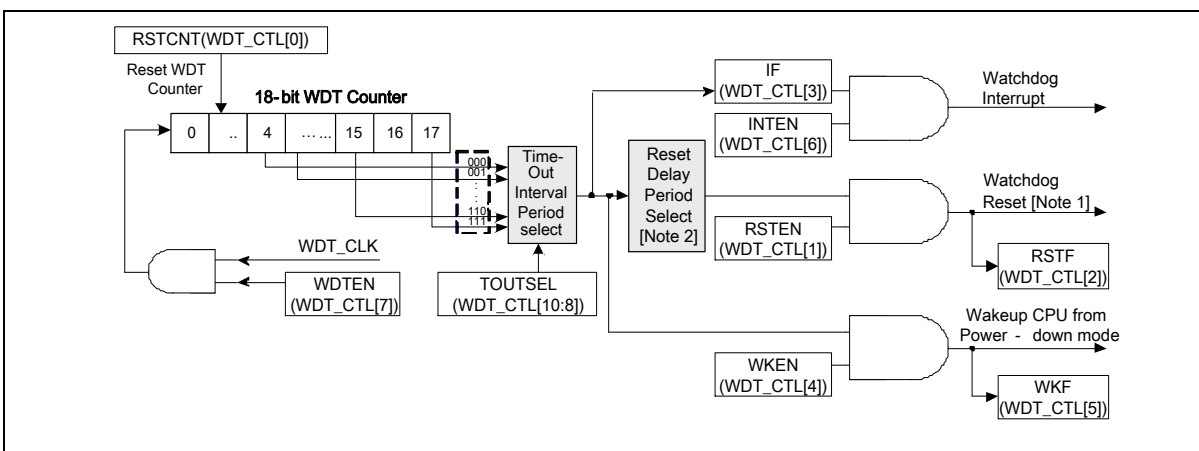 RSTCNT(WDT_CTL[0])
Reset WDT
Counter
18-bit WDT Counter
0 .. 4 ... ... 15 16 17
000
001
:
:
110
111
Time-
Out
Interval
Period
select
TOUTSEL
(WDT_CTL[10:8])
WDT_CLK
WDTEN
(WDT_CTL[7])
IF
(WDT_CTL[3])
INTEN
(WDT_CTL[6])
Watchdog
Interrupt
Reset
Delay
Period
Select
[Note 2]
RSTEN
(WDT_CTL[1])
Watchdog
Reset [Note 1]
RSTF
(WDT_CTL[2])
WKEN
(WDT_CTL[4])
Wakeup CPU from
Power - down mode
WKF
(WDT_CTL[5])